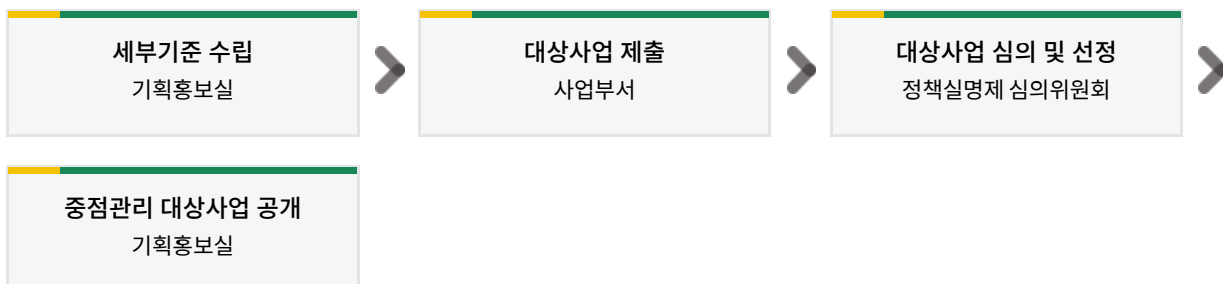 세부기준 수립
기획홍보실
대상사업 제출
사업부서
대상사업 심의 및 선정
정책실명제 심의위원회
중점관리 대상사업 공개
기획홍보실